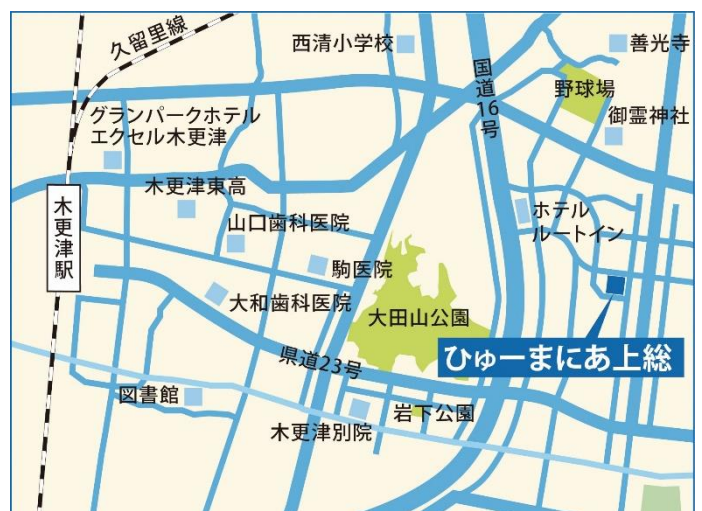 久留里線
西清小学校
国道16号
善光寺
野球場
グランパークホテル
エクセル木更津
御霊神社
木更津東高
木更津駅
山口歯科医院
ホテル
ルートイン
駒医院
大和歯科医院
大田山公園
ひゅーまにあ上総
県道23号
図書館
岩下公園
木更津別院